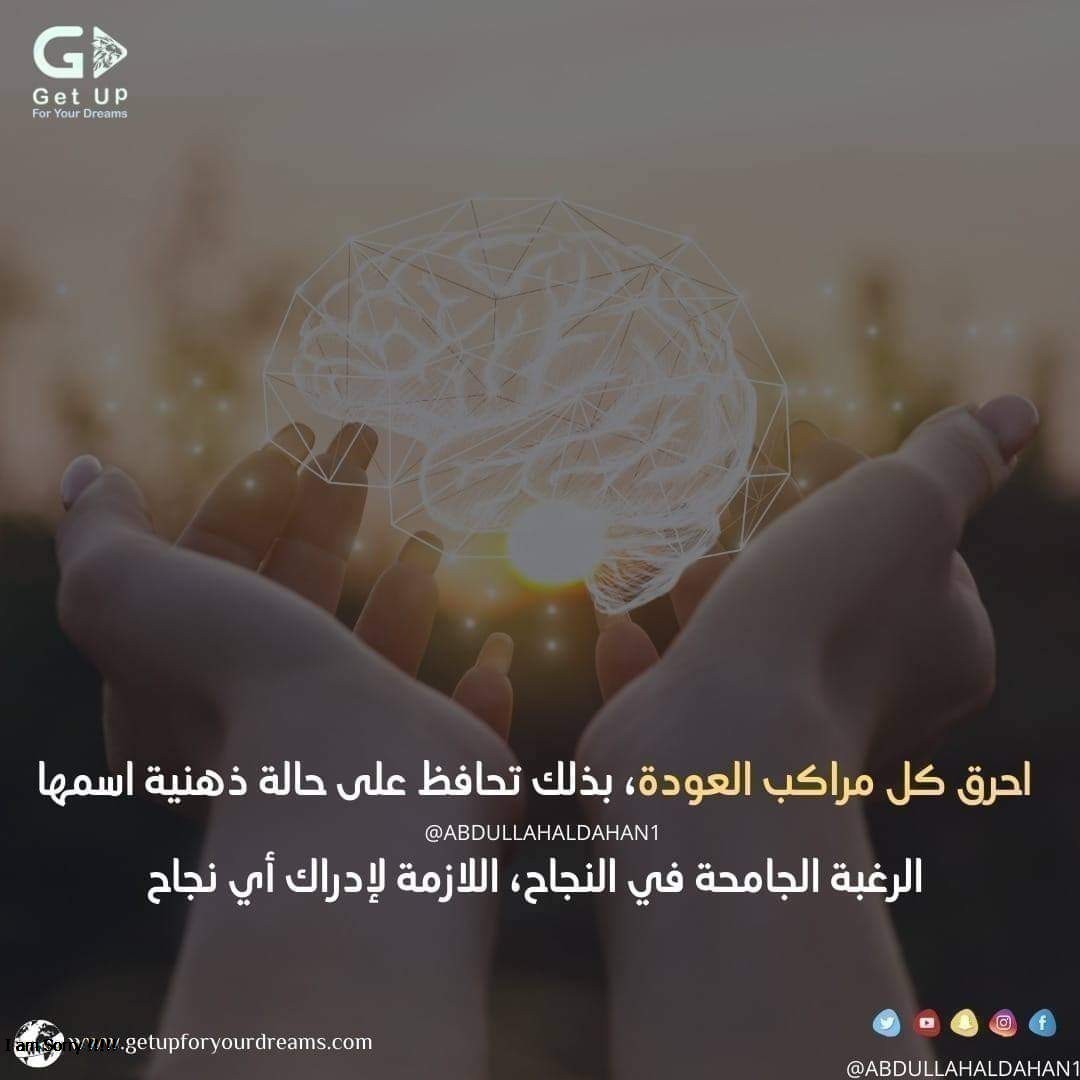 Get Up
For Your Dreams
احرق كل مراكب العودة، بذلك تحافظ على حالة ذهنية اسمها
@ABDULLAHALDAHAN1
الرغبة الجامحة في النجاح، اللازمة لإدراك أي نجاح
www.getupforyourdreams.com
@ABDULLAHALDAHAN1